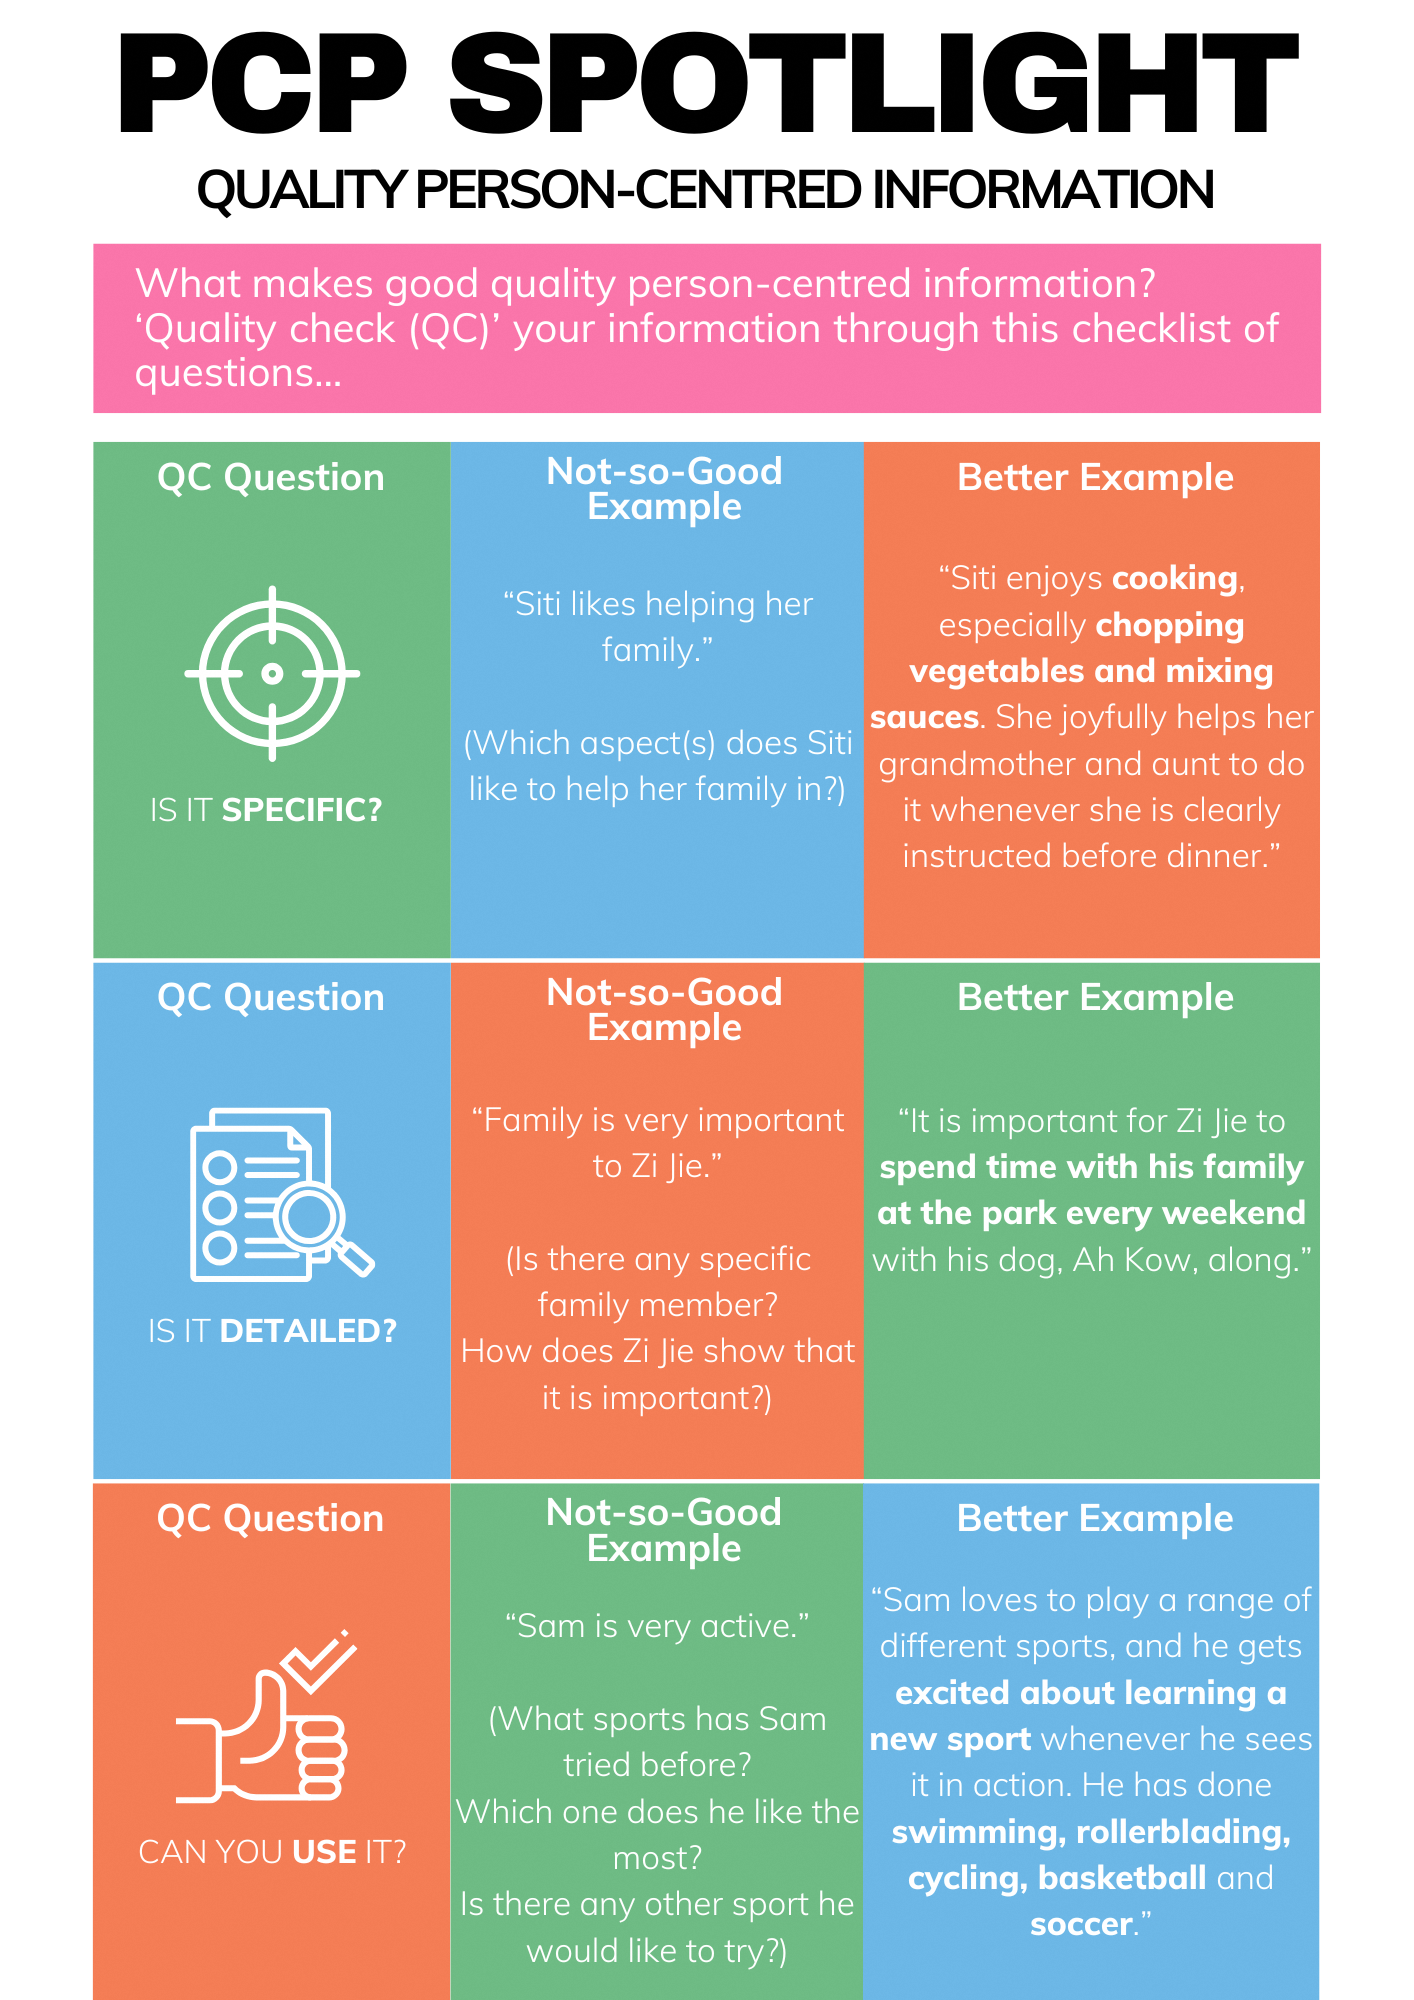 PCP SPOTLIGHT
QUALITY PERSON-CENTRED INFORMATION
What makes good quality person-centred information?
‘Quality check (QC)’ your information through this checklist of
questions...
QC Question
IS IT SPECIFIC?
Not-so-Good
Example
“Siti likes helping her
family.”
(Which aspect(s) does Siti
like to help her family in?)
Better Example
“Siti enjoys cooking,
especially chopping
vegetables and mixing
sauces. She joyfully helps her
grandmother and aunt to do
it whenever she is clearly
instructed before dinner.”
QC Question
IS IT DETAILED?
Not-so-Good
Example
“Family is very important
to Zi Jie.”
(Is there any specific
family member?
How does Zi Jie show that
it is important?)
Better Example
“It is important for Zi Jie to
spend time with his family
at the park every weekend
with his dog, Ah Kow, along.”
QC Question
CAN YOU USE IT?
Not-so-Good
Example
“Sam is very active.”
(What sports has Sam
tried before?
Which one does he like the
most?
Is there any other sport he
would like to try?)
Better Example
“Sam loves to play a range of
different sports, and he gets
excited about learning a
new sport whenever he sees
it in action. He has done
swimming, rollerblading,
cycling, basketball and
soccer.”